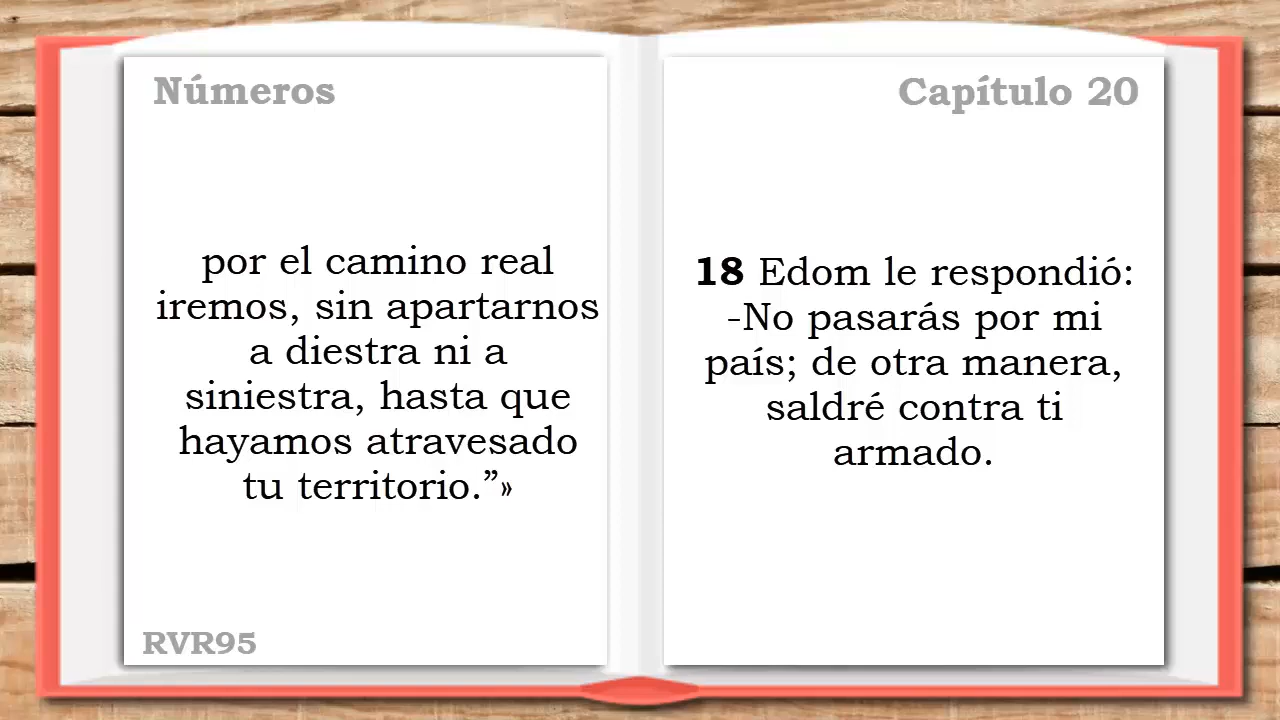 Números
por el camino real
iremos, sin apartarnos
a diestra ni a
siniestra, hasta que
hayamos atravesado
tu territorio.”»
RVR95
Capítulo 20
18 Edom le respondió:
-No pasarás por mi
país; de otra manera,
saldré contra ti
armado.